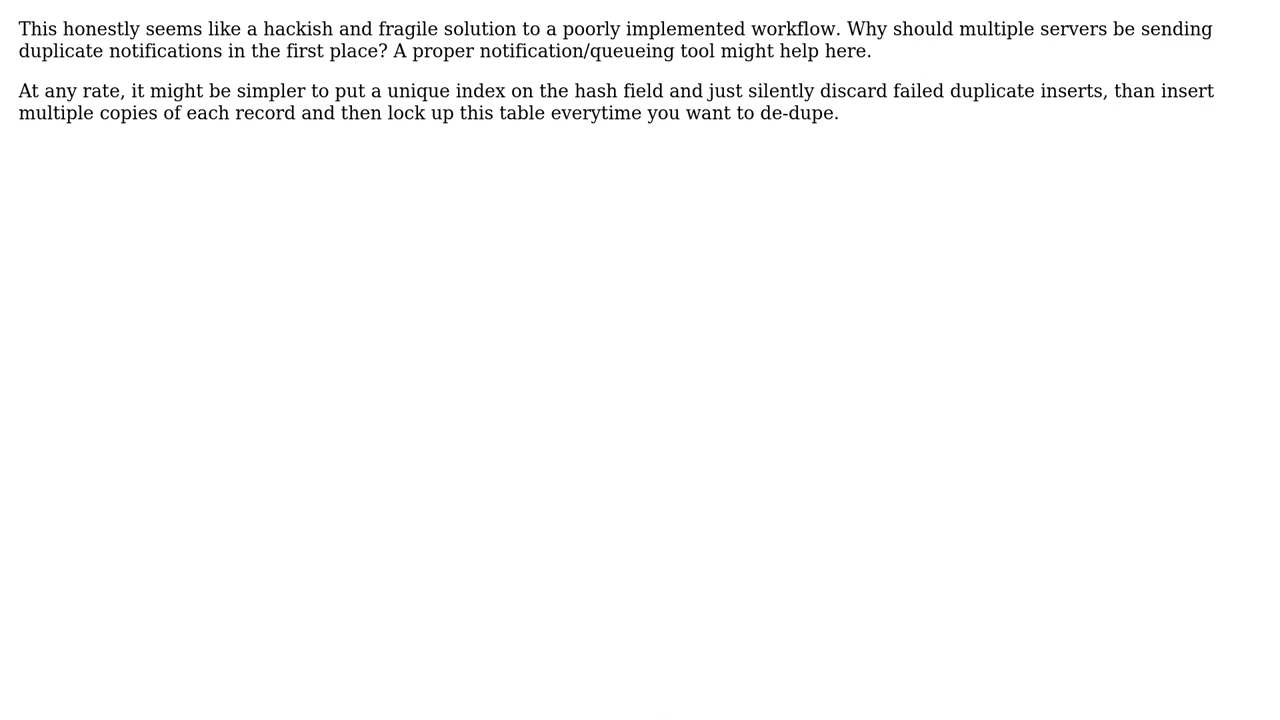 This honestly seems like a hackish and fragile solution to a poorly implemented workflow. Why should multiple servers be sending
duplicate notifications in the first place? A proper notification/queueing tool might help here.
At any rate, it might be simpler to put a unique index on the hash field and just silently discard failed duplicate inserts, than insert
multiple copies of each record and then lock up this table everytime you want to de-dupe.